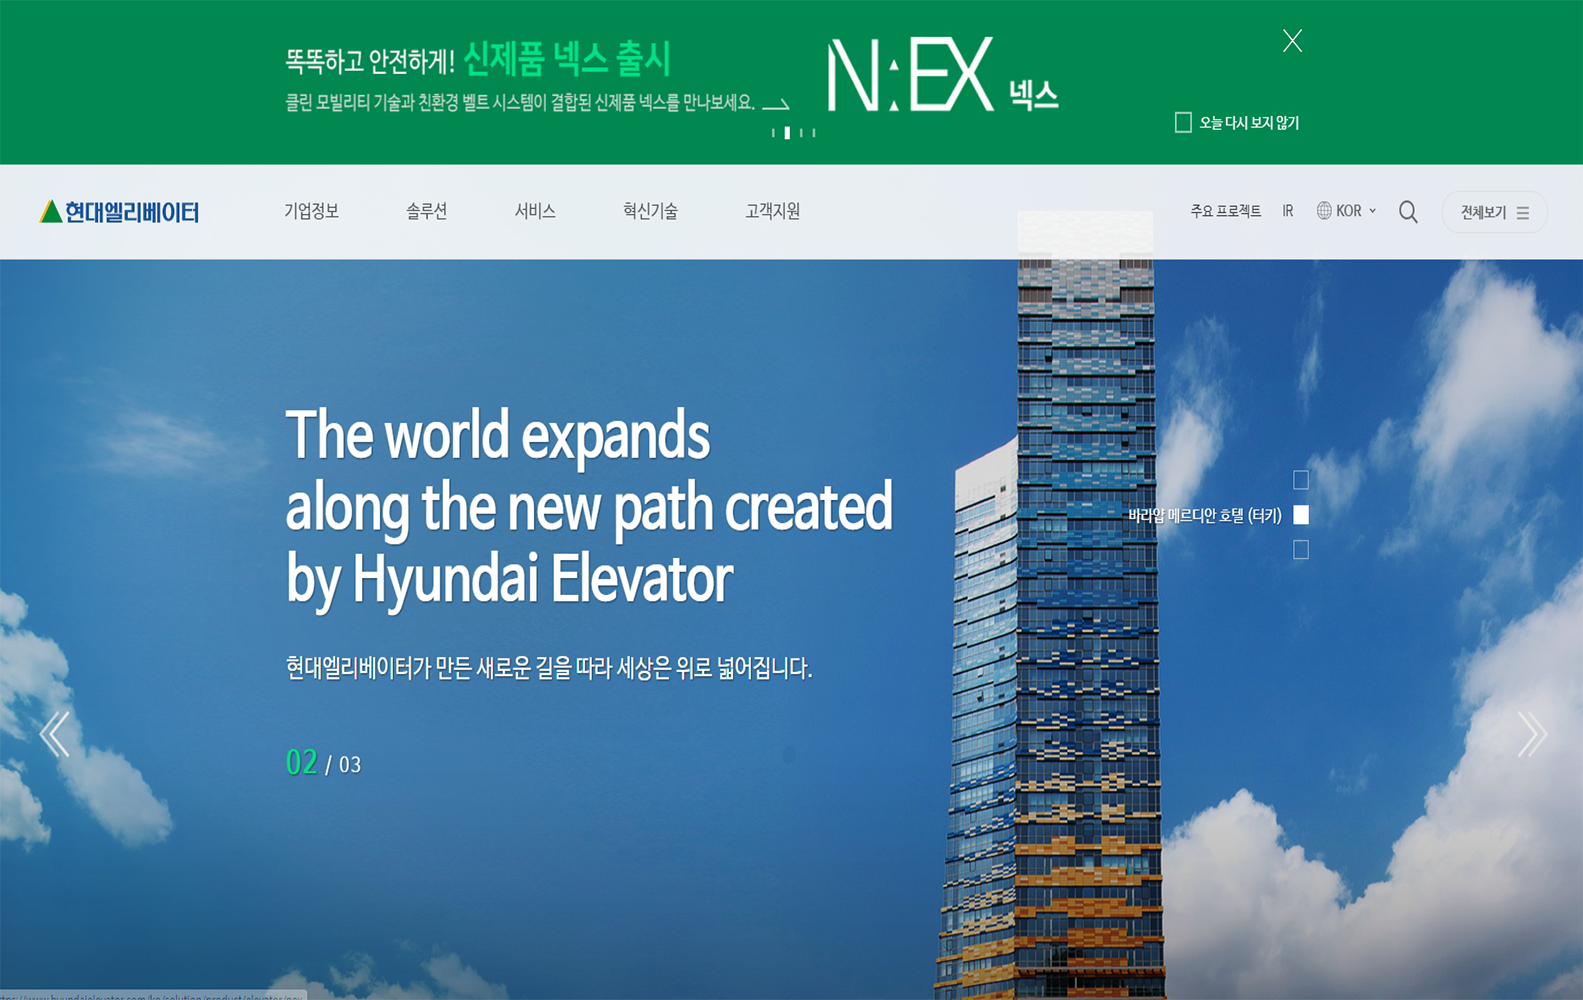 똑똑하고 안전하게! 신제품 넥스 출시
클린 모빌리티 기술과 친환경 벨트 시스템이 결합된 신제품 넥스를 만나보세요.
N:EX 넥스
오늘 다시 보지 않기
현대엘리베이터
기업정보 솔루션 서비스 혁신기술 고객지원
주요 프로젝트 IR KOR 전체보기
The world expands
along the new path created
by Hyundai Elevator
바라얍 메르디안 호텔 (터키)
현대엘리베이터가 만든 새로운 길을 따라 세상은 위로 넓어집니다.
02 / 03